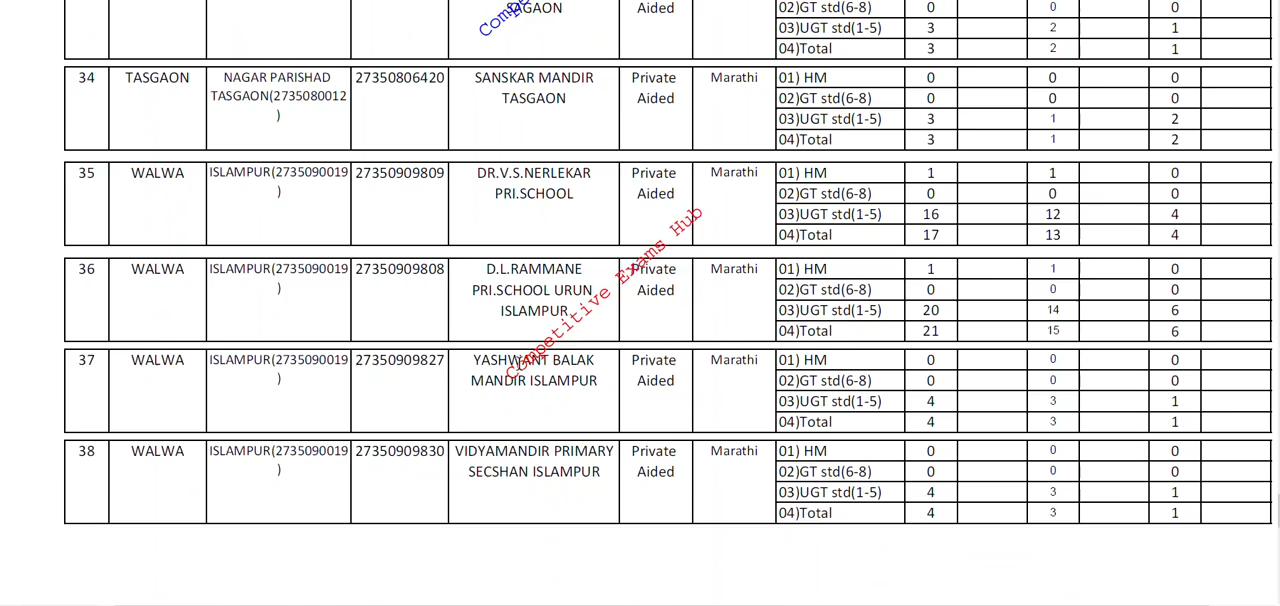 TASGAON Aided 02)GT std(6-8) 0 0 0
03)UGT std(1-5) 3 2 1
04)Total 3 2 1
34 TASGAON NAGAR PARISHAD 27350806420 SANSKAR MANDIR Private Marathi 01) HM 0 0 0
TASGAON(2735080012 TASGAON Aided 02)GT std(6-8) 0 0 0
) 03)UGT std(1-5) 3 1 2
04)Total 3 1 2
35 WALWA ISLAMPUR(2735090019 27350909809 DR.V.S.NERLEKAR Private Marathi 01) HM 1 1 0
) PRI.SCHOOL Aided 02)GT std(6-8) 0 0 0
03)UGT std(1-5) 16 12 4
04)Total 17 13 4
36 WALWA ISLAMPUR(2735090019 27350909808 D.L.RAMMANE Private Marathi 01) HM 1 1 0
) PRI.SCHOOL URUN Aided 02)GT std(6-8) 0 0 0
ISLAMPUR 03)UGT std(1-5) 20 14 6
04)Total 21 15 6
37 WALWA ISLAMPUR(2735090019 27350909827 YASHWANT BALAK Private Marathi 01) HM 0 0 0
) MANDIR ISLAMPUR Aided 02)GT std(6-8) 0 0 0
03)UGT std(1-5) 4 3 1
04)Total 4 3 1
38 WALWA ISLAMPUR(2735090019 27350909830 VIDYAMANDIR PRIMARY Private Marathi 01) HM 0 0 0
) SECSHAN ISLAMPUR Aided 02)GT std(6-8) 0 0 0
03)UGT std(1-5) 4 3 1
04)Total 4 3 1
Competitive Exams Hub